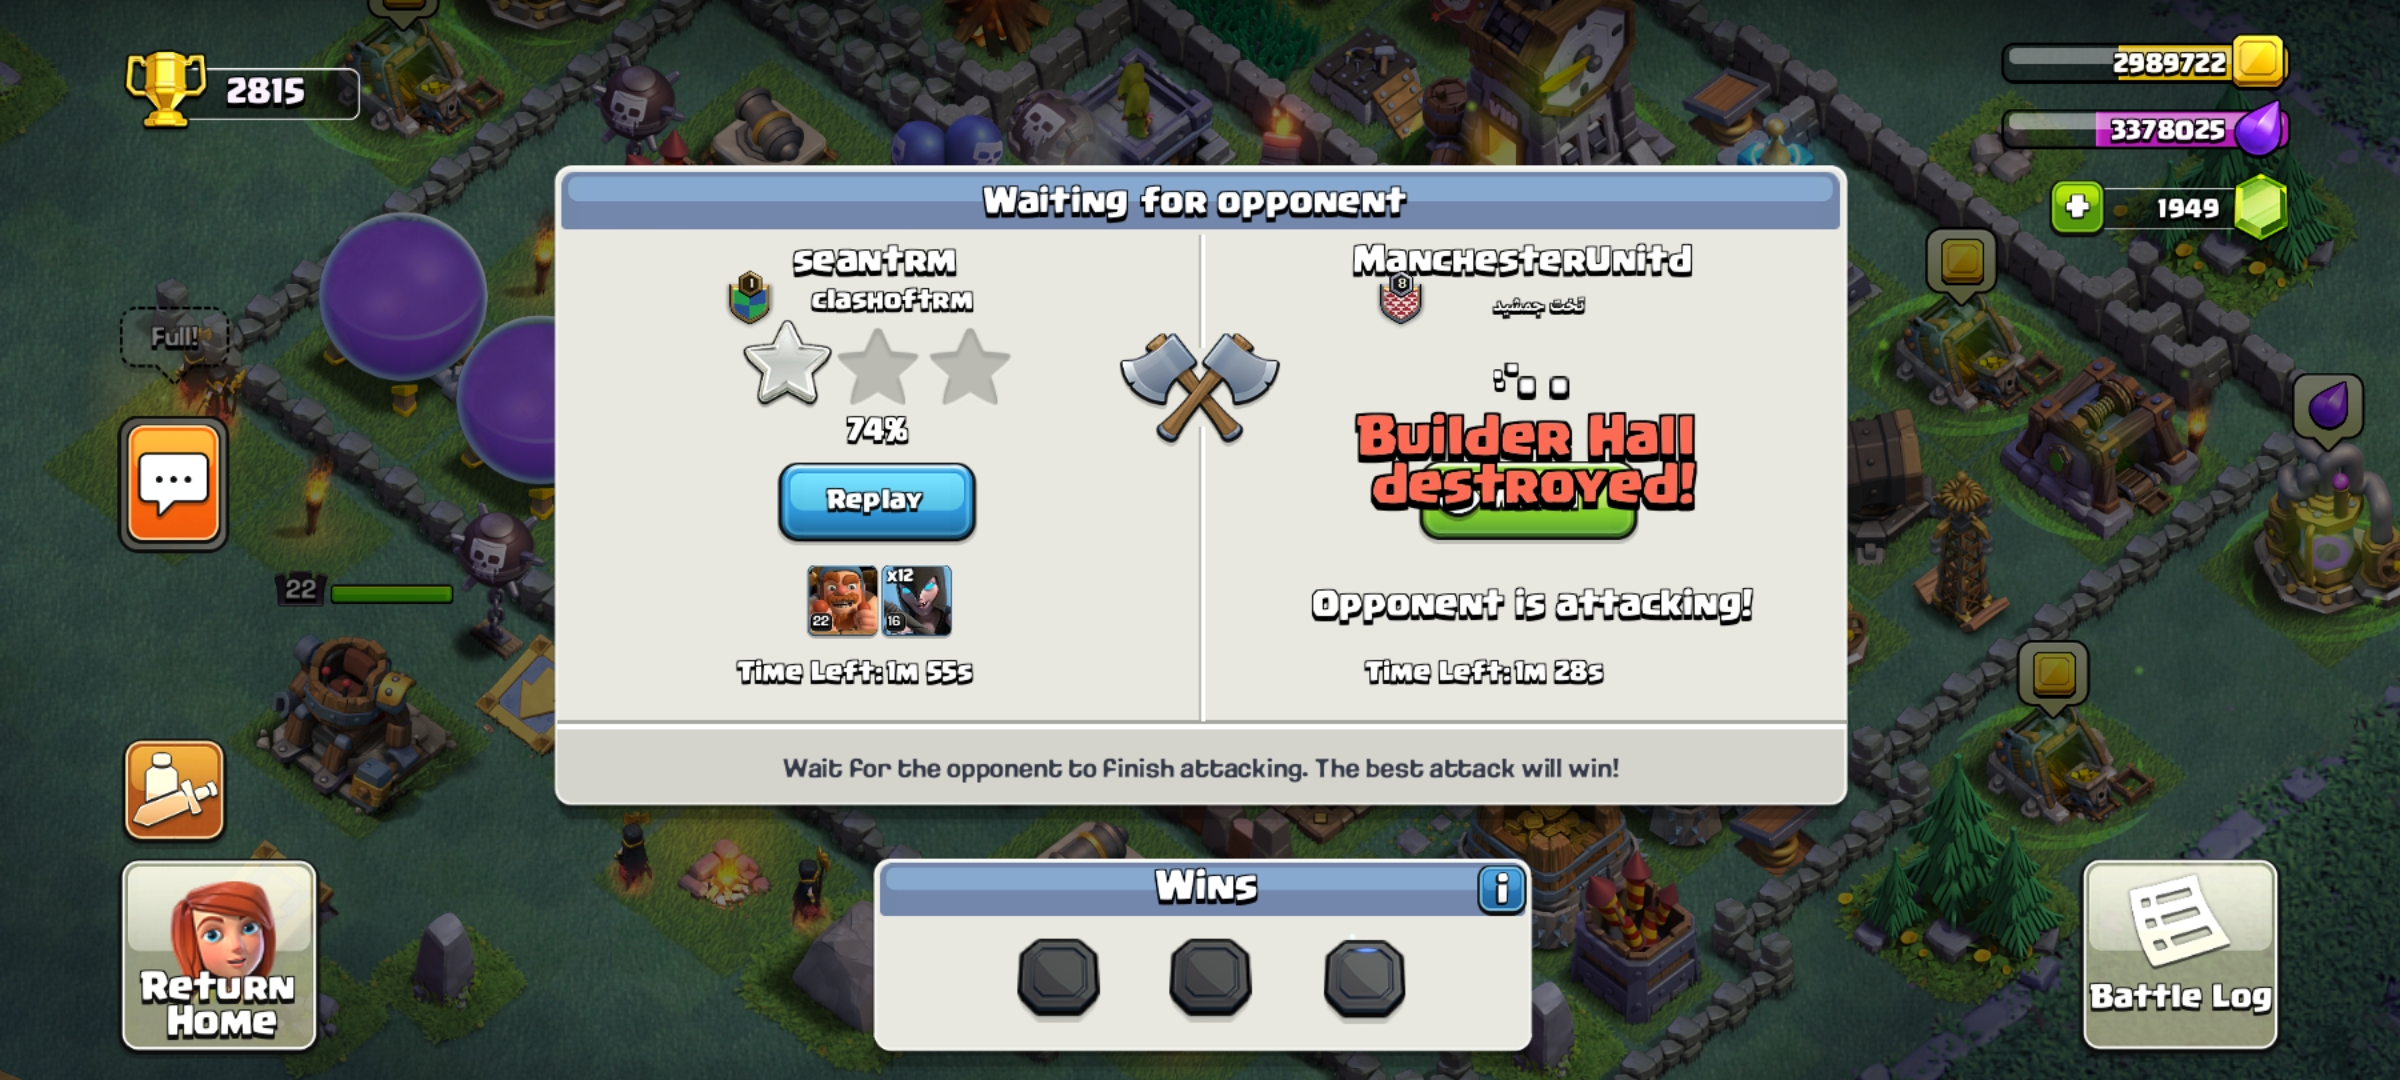 2815
2989722
3378025
1949
Full!
22
Waiting for opponent
seantrm
1
clashoftrm
74%
Replay
x12
22
16
Time Left: 1m 55s
ManchesterUnitd
8
تخت جمشید
Builder Hall
destroyed!
Opponent is attacking!
Time Left: 1m 28s
Wait for the opponent to finish attacking. The best attack will win!
Wins
i
Return
Home
Battle Log